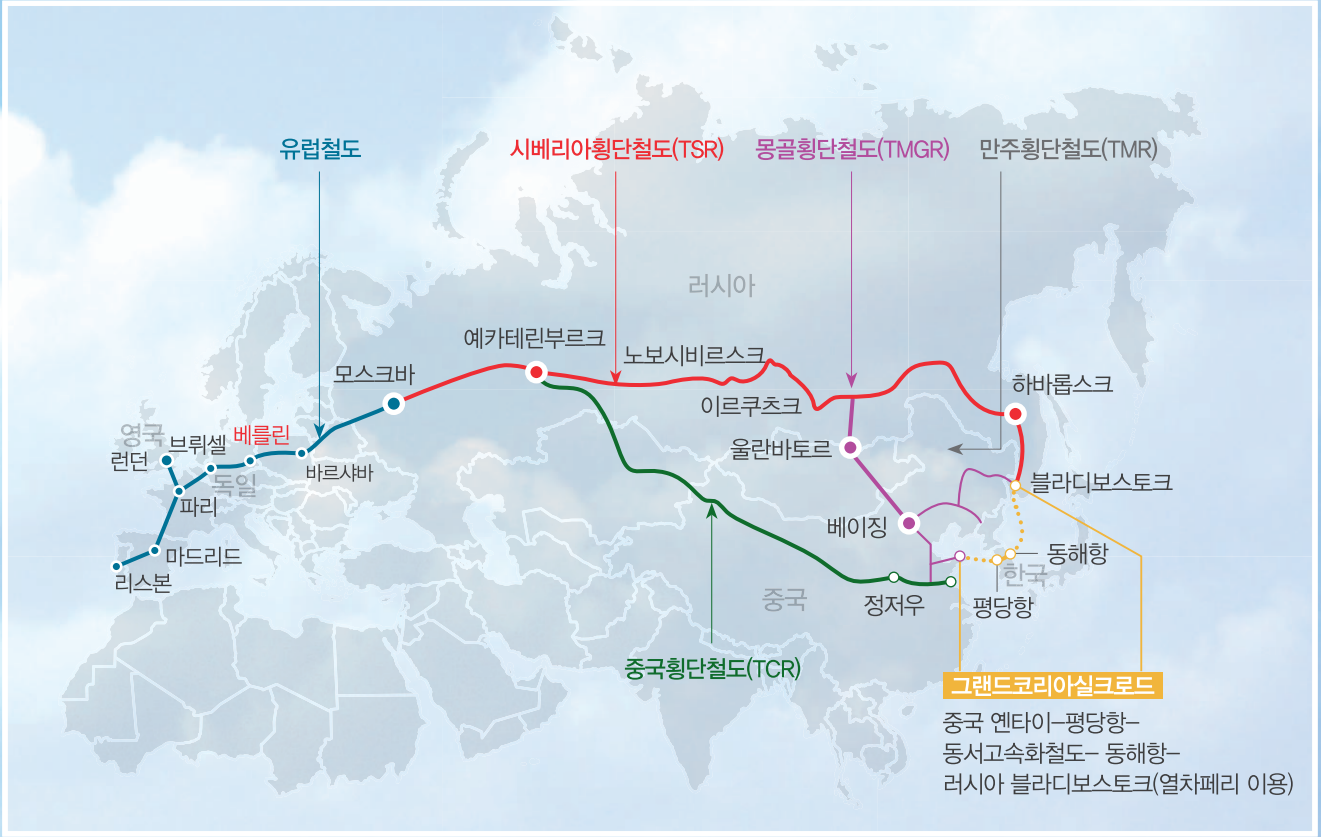 유럽철도
시베리아횡단철도(TSR)
몽골횡단철도(TMGR)
만주횡단철도(TMR)
러시아
예카테린부르크
노보시비르스크
모스크바
하바롭스크
이르쿠츠크
영국
브뤼셀
베를린
울란바토르
런던
바르샤바
독일
블라디보스토크
파리
베이징
마드리드
동해항
리스본
한국
중국
정저우
평당항
중국횡단철도(TCR)
그랜드코리아실크로드
중국 옌타이–평당항–
동서고속화철도– 동해항–
러시아 블라디보스토크(열차페리 이용)